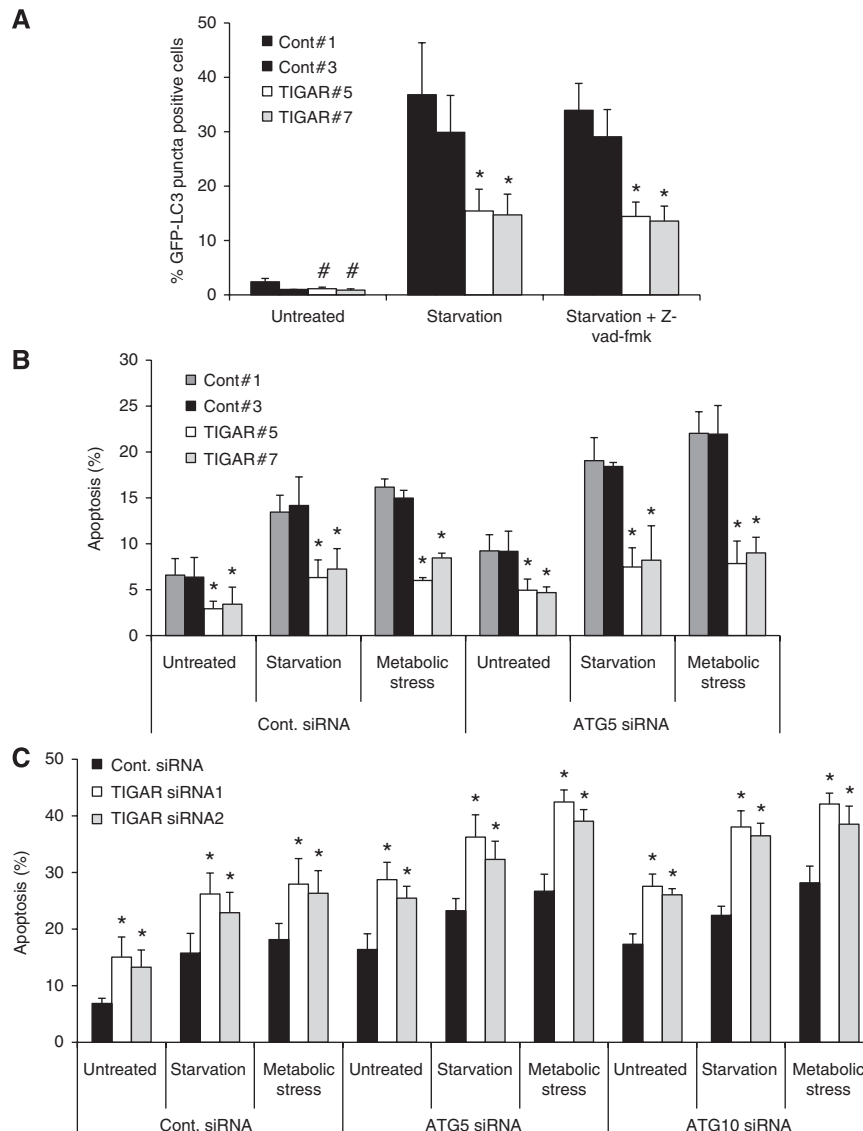 A
% GFP-LC3 puncta positive cells
50
40
30
20
10
0
Cont#1
Cont#3
TIGAR#5
TIGAR#7
# #
* *
* *
Untreated
Starvation
Starvation + Z-
vad-fmk
B
Apoptosis (%)
30
25
20
15
10
5
0
Cont#1
Cont#3
TIGAR#5
TIGAR#7
* *
* *
* *
* *
* *
* *
Untreated
Starvation
Metabolic
stress
Untreated
Starvation
Metabolic
stress
Cont. siRNA
ATG5 siRNA
C
Apoptosis (%)
50
40
30
20
10
0
Cont. siRNA
TIGAR siRNA1
TIGAR siRNA2
* *
* *
* *
* *
* *
* *
* *
* *
* *
Untreated
Starvation
Metabolic
stress
Untreated
Starvation
Metabolic
stress
Untreated
Starvation
Metabolic
stress
Cont. siRNA
ATG5 siRNA
ATG10 siRNA